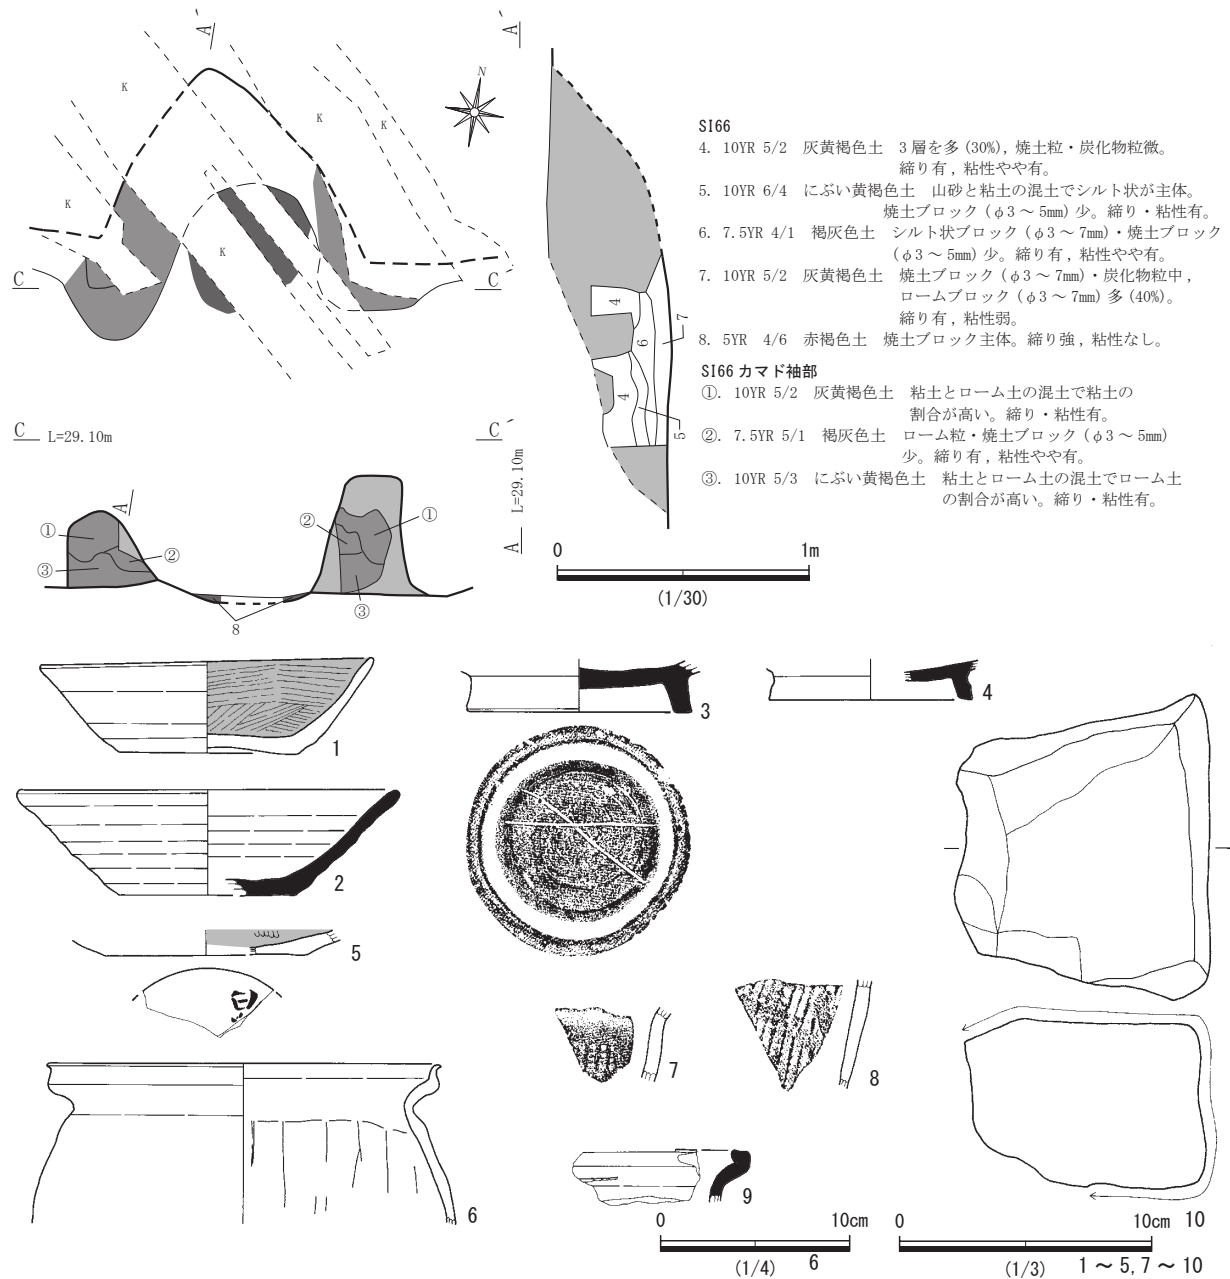 A
A'
K
K
K
K
K
N
C
C'
4
6
7
4
5
A
L=29.10m
SI66
4. 10YR 5/2 灰黄褐色土 3層を多(30%), 焼土粒・炭化物粒微。
締り有, 粘性やや有。
5. 10YR 6/4 にぶい黄褐色土 山砂と粘土の混土でシルト状が主体。
焼土ブロック(φ3～5mm)少。締り・粘性有。
6. 7.5YR 4/1 褐灰色土 シルト状ブロック(φ3～7mm)・焼土ブロック
(φ3～5mm)少。締り有, 粘性やや有。
7. 10YR 5/2 灰黄褐色土 焼土ブロック(φ3～7mm)・炭化物粒中,
ロームブロック(φ3～7mm)多(40%)。
締り有, 粘性弱。
8. 5YR 4/6 赤褐色土 焼土ブロック主体。締り強, 粘性なし。
SI66 カマド袖部
①. 10YR 5/2 灰黄褐色土 粘土とローム土の混土で粘土の
割合が高い。締り・粘性有。
②. 7.5YR 5/1 褐灰色土 ローム粒・焼土ブロック(φ3～5mm)
少。締り有, 粘性やや有。
③. 10YR 5/3 にぶい黄褐色土 粘土とローム土の混土でローム土
の割合が高い。締り・粘性有。
C L=29.10m C'
A
①
②
③
②
①
③
8
0 1m
(1/30)
1
2
3
4
5
6
7
8
9
10
0 10cm
(1/4) 6
0 10cm
(1/3) 1～5,7～10